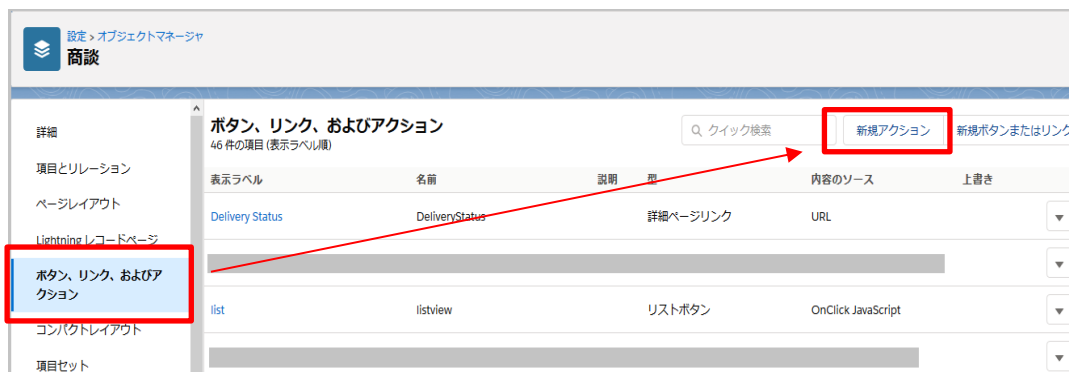 設定 > オブジェクトマネージャ
商談
詳細
項目とリレーション
ページレイアウト
Lightning レコードページ
ボタン、リンク、およびア
クション
コンパクトレイアウト
項目セット
ボタン、リンク、およびアクション
46 件の項目 (表示ラベル順)
クイック検索
新規アクション
新規ボタンまたはリンク
表示ラベル 名前 説明 型 内容のソース 上書き
Delivery Status DeliveryStatus 詳細ページリンク URL
list listview リストボタン OnClick JavaScript